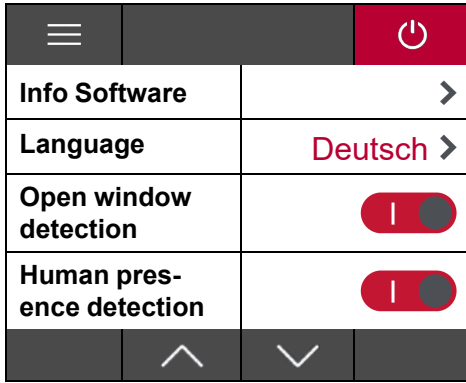 Info Software
Language Deutsch
Open window
detection
Human pres-
ence detection